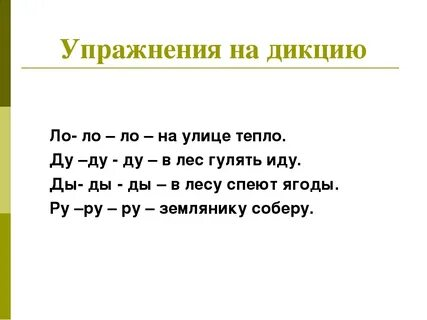 Упражнения на дикцию
Ло- ло – ло – на улице тепло.
Ду –ду - ду – в лес гулять иду.
Ды- ды - ды – в лесу спеют ягоды.
Ру –ру – ру – землянику соберу.